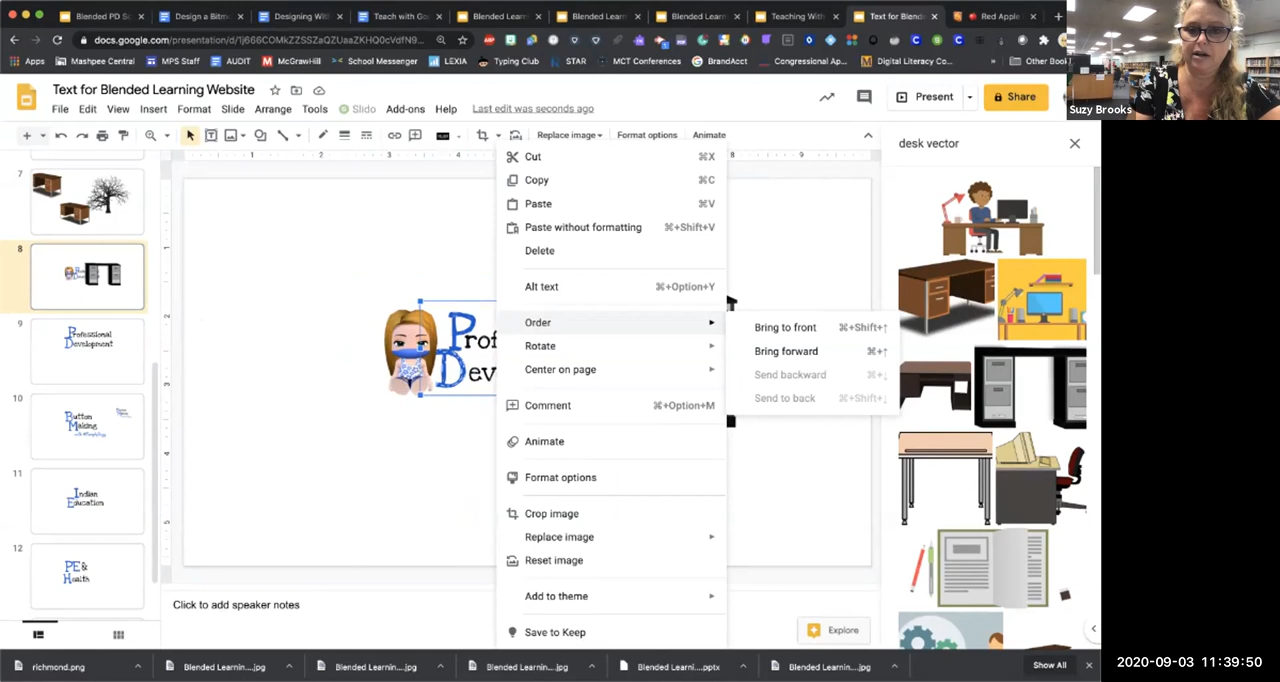 Blended PD S
Design a Bitm
Designing Wit
Teach with Go
Blended Learn
Blended Learn
Blended Learn
Teaching With
Text for Blende
Red Apple
docs.google.com/presentation/d/1j666COMkZZSSZaQZUaaZKHQ0cVdfN9...
Apps
Mashpee Central
MPS Staff
AUDIT
McGrawHill
School Messenger
LEXIA
Typing Club
STAR
MCT Conferences
BrandAcct
Congressional Ap...
Digital Literacy Co...
Other Book
Suzy Brooks
Text for Blended Learning Website
File Edit View Insert Format Slide Arrange Tools Slido Add-ons Help Last edit was seconds ago
Present
Share
Replace image
Format options
Animate
desk vector
1 2 3 4 8 9
Cut ⌘X
Copy ⌘C
Paste ⌘V
Paste without formatting ⌘+Shift+V
Delete
Alt text ⌘+Option+Y
Order
Rotate
Center on page
Comment ⌘+Option+M
Animate
Format options
Crop image
Replace image
Reset image
Add to theme
Save to Keep
Bring to front ⌘+Shift+↑
Bring forward ⌘+↑
Send backward ⌘+↓
Send to back ⌘+Shift+↓
7
8
9
Professional
Development
10
Button
Making
11
Indian
Education
12
PE &
Health
Prof
Deve
Click to add speaker notes
Explore
richmond.png
Blended Learnin....jpg
Blended Learnin....jpg
Blended Learnin....jpg
Blended Learni....pptx
Blended Learnin....jpg
Show All
2020-09-03 11:39:50